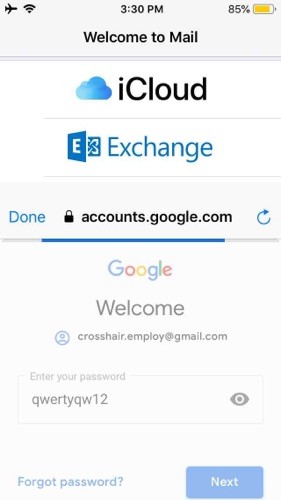 3:30 PM
85%
Welcome to Mail
iCloud
Exchange
Done accounts.google.com
Google
Welcome
crosshair.employ@gmail.com
Enter your password
qwertyqw12
Forgot password?
Next